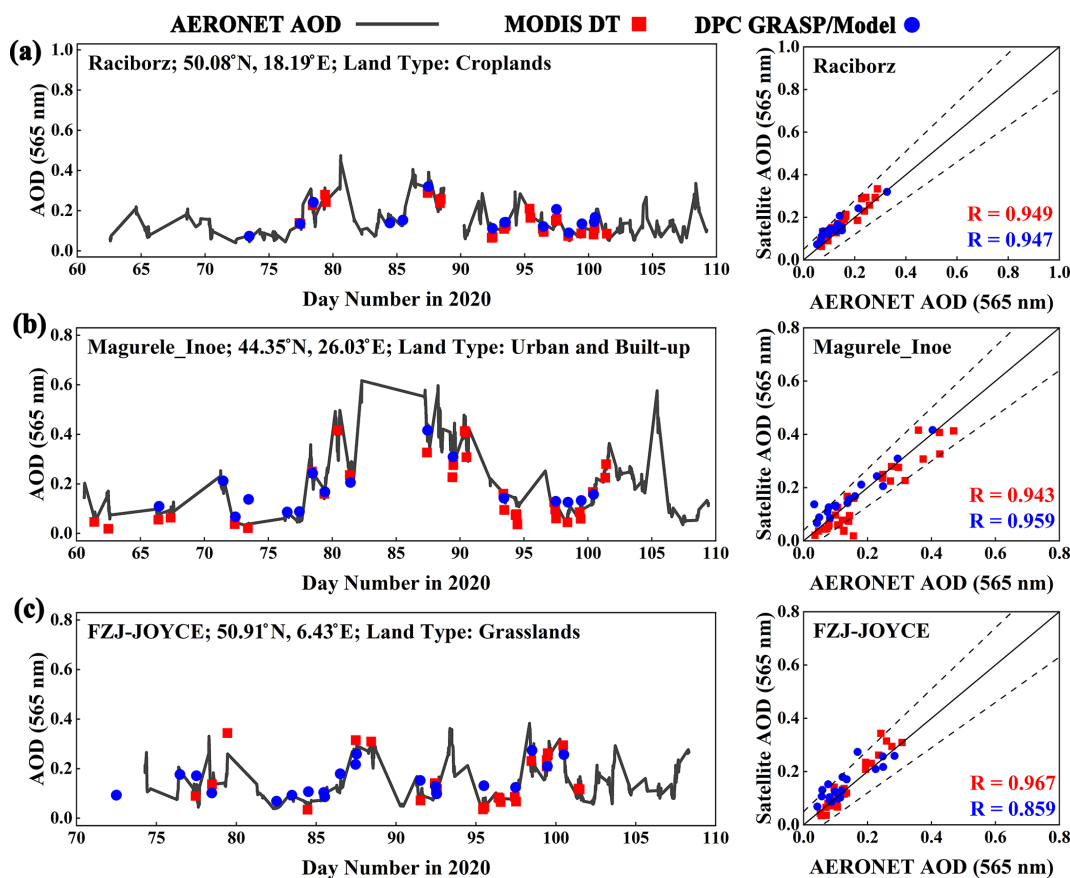 AERONET AOD MODIS DT DPC GRASP/Model
(a)
Raciborz; 50.08°N, 18.19°E; Land Type: Croplands
AOD (565 nm)
1.0
0.8
0.6
0.4
0.2
0.0
60 65 70 75 80 85 90 95 100 105 110
Day Number in 2020
Raciborz
Satellite AOD (565 nm)
1.0
0.8
0.6
0.4
0.2
0.0
R = 0.949
R = 0.947
0.0 0.2 0.4 0.6 0.8 1.0
AERONET AOD (565 nm)
(b)
Magurele_Inoe; 44.35°N, 26.03°E; Land Type: Urban and Built-up
AOD (565 nm)
0.8
0.6
0.4
0.2
0.0
60 65 70 75 80 85 90 95 100 105 110
Day Number in 2020
Magurele_Inoe
Satellite AOD (565 nm)
0.8
0.6
0.4
0.2
0.0
R = 0.943
R = 0.959
0.0 0.2 0.4 0.6 0.8
AERONET AOD (565 nm)
(c)
FZJ-JOYCE; 50.91°N, 6.43°E; Land Type: Grasslands
AOD (565 nm)
0.8
0.6
0.4
0.2
0.0
70 75 80 85 90 95 100 105 110
Day Number in 2020
FZJ-JOYCE
Satellite AOD (565 nm)
0.8
0.6
0.4
0.2
0.0
R = 0.967
R = 0.859
0.0 0.2 0.4 0.6 0.8
AERONET AOD (565 nm)